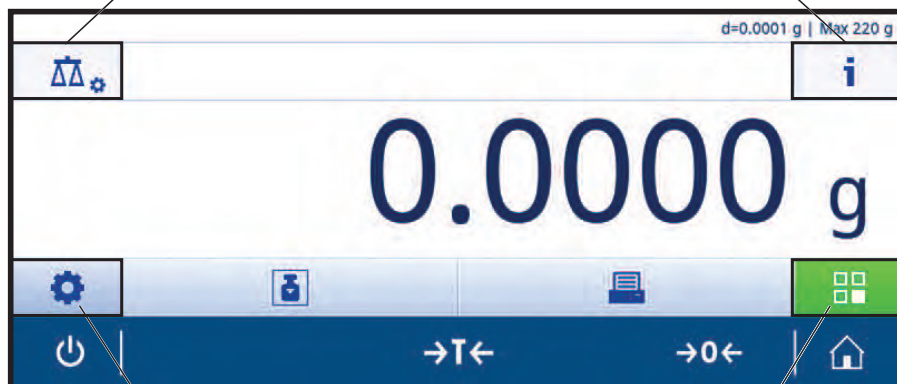 d=0.0001 g | Max 220 g
i
0.0000 g
→T← →0←